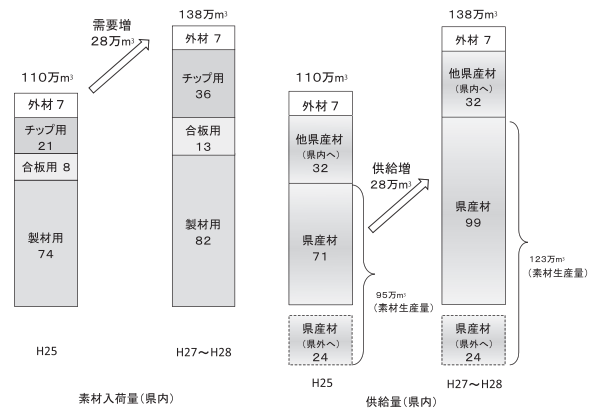 需要増
28万m³
110万m³
外材 7
チップ用
21
合板用 8
製材用
74
H25
138万m³
外材 7
チップ用
36
合板用
13
製材用
82
H27～H28
素材入荷量（県内）
110万m³
外材 7
他県産材
（県内へ）
32
県産材
71
県産材
（県外へ）
24
95万m³
（素材生産量）
H25
供給増
28万m³
138万m³
外材 7
他県産材
（県内へ）
32
県産材
99
県産材
（県外へ）
24
123万m³
（素材生産量）
H27～H28
供給量（県内）